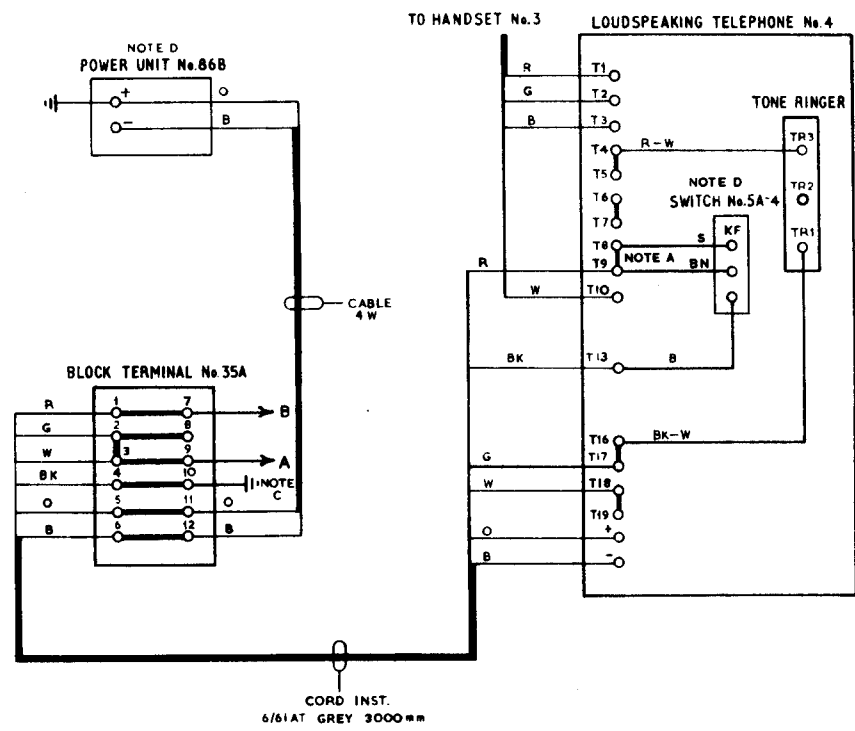 TO HANDSET No.3
LOUDSPEAKING TELEPHONE No.4
NOTE D
POWER UNIT No.86B
+
O
-
B
R
G
B
T1
T2
T3
T4
R-W
T5
T6
T7
T8
S
NOTE A
R
T9
BN
W
T10
BK
T13
B
TONE RINGER
TR3
TR2
TR1
NOTE D
SWITCH No.5A-4
KF
T16
BK-W
G
T17
W
T18
T19
O
+
B
-
CABLE
4W
BLOCK TERMINAL No.35A
R
1
7
B
G
2
8
W
3
9
A
BK
4
10
NOTE
C
O
5
11
O
B
6
12
B
CORD INST.
6/61AT GREY 3000mm